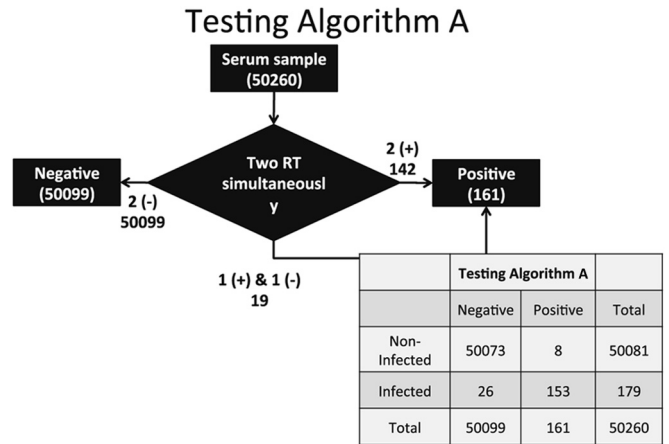 Testing Algorithm A
Serum sample
(50260)
Two RT
simultaneousl
y
Negative
(50099)
2 (-)
50099
2 (+)
142
Positive
(161)
1 (+) & 1 (-)
19
Testing Algorithm A
Negative Positive Total
Non-
Infected 50073 8 50081
Infected 26 153 179
Total 50099 161 50260